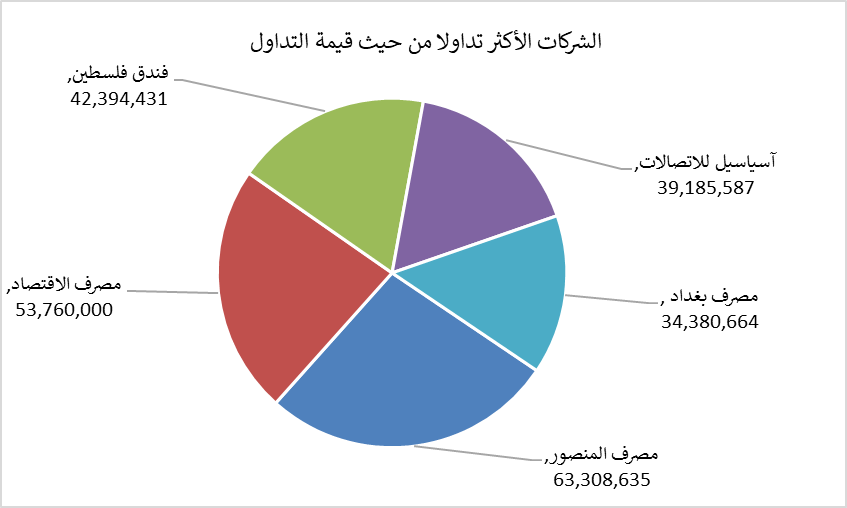 الشركات الأكثر تداولا من حيث قيمة التداول
فندق فلسطين,
42,394,431
آسياسيل للاتصالات,
39,185,587
مصرف الاقتصاد,
53,760,000
مصرف بغداد ,
34,380,664
مصرف المنصور,
63,308,635